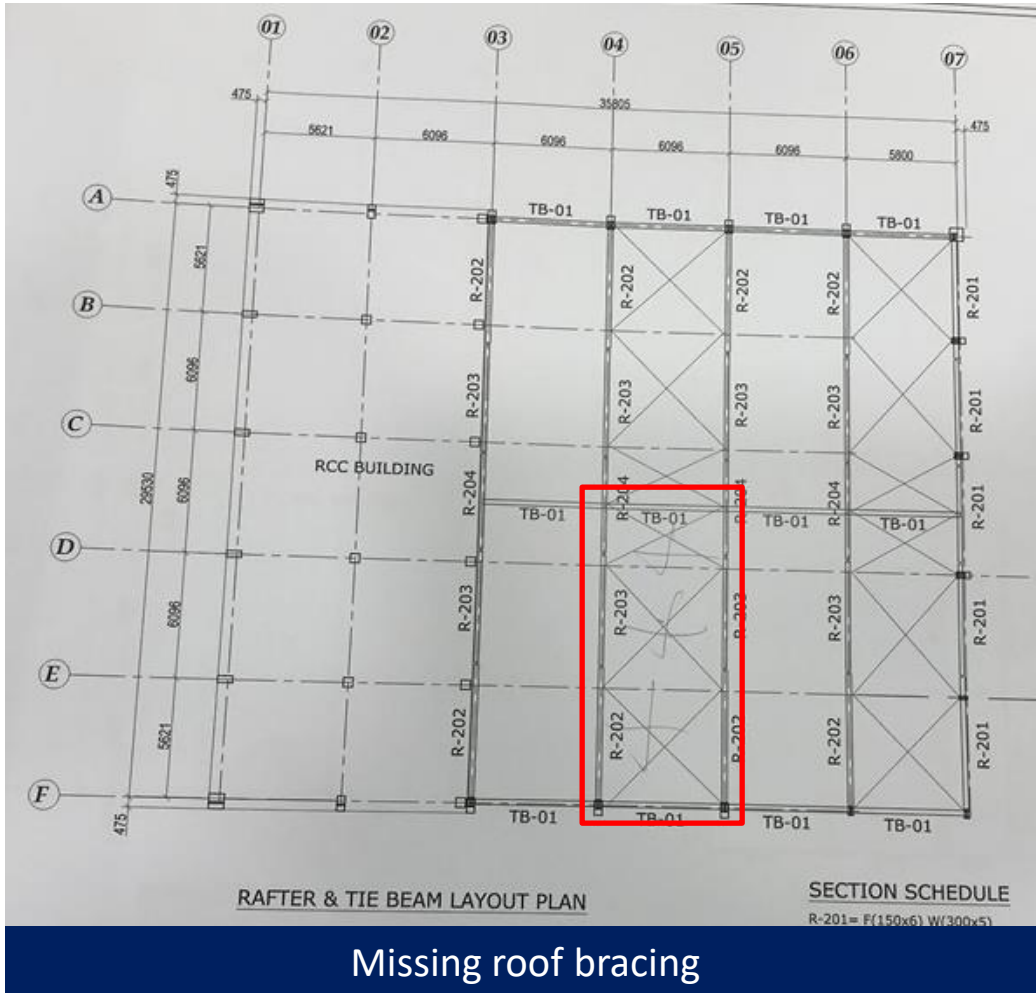 01 02 03 04 05 06 07
475 35805 475
5621 6096 6096 6096 6096 5800
475
A
TB-01 TB-01 TB-01 TB-01
5621
R-202 R-202 R-202 R-202 R-201
B
6096
R-203 R-203 R-203 R-203 R-201
C
RCC BUILDING
29530
6096
R-204 R-204 R-204 R-204 R-201
TB-01 TB-01 TB-01 TB-01
D
6096
R-203 R-203 R-203 R-203 R-201
E
5621
R-202 R-202 R-202 R-202 R-201
F
475
TB-01 TB-01 TB-01 TB-01
RAFTER & TIE BEAM LAYOUT PLAN
SECTION SCHEDULE
R-201= F(150x6) W(300x5)
Missing roof bracing